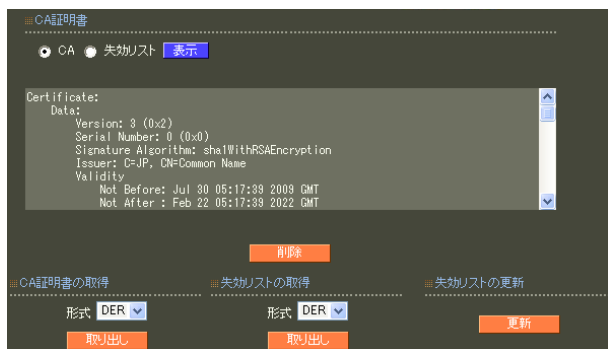 CA証明書
CA 失効リスト 表示
Certificate:
Data:
Version: 3 (0x2)
Serial Number: 0 (0x0)
Signature Algorithm: sha1WithRSAEncryption
Issuer: C=JP, CN=Common Name
Validity
Not Before: Jul 30 05:17:39 2009 GMT
Not After : Feb 22 05:17:39 2022 GMT
削除
CA証明書の取得 失効リストの取得 失効リストの更新
形式 DER 形式 DER
取り出し 取り出し 更新